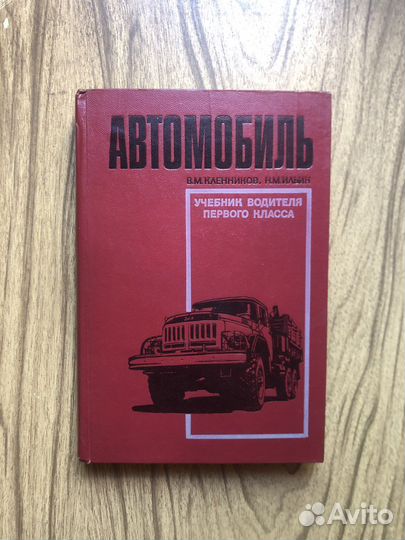 АВТОМОБИЛЬ
В.М.КЛЕННИКОВ, Н.М.ИЛЬИН
УЧЕБНИК ВОДИТЕЛЯ
ПЕРВОГО КЛАССА
Avito